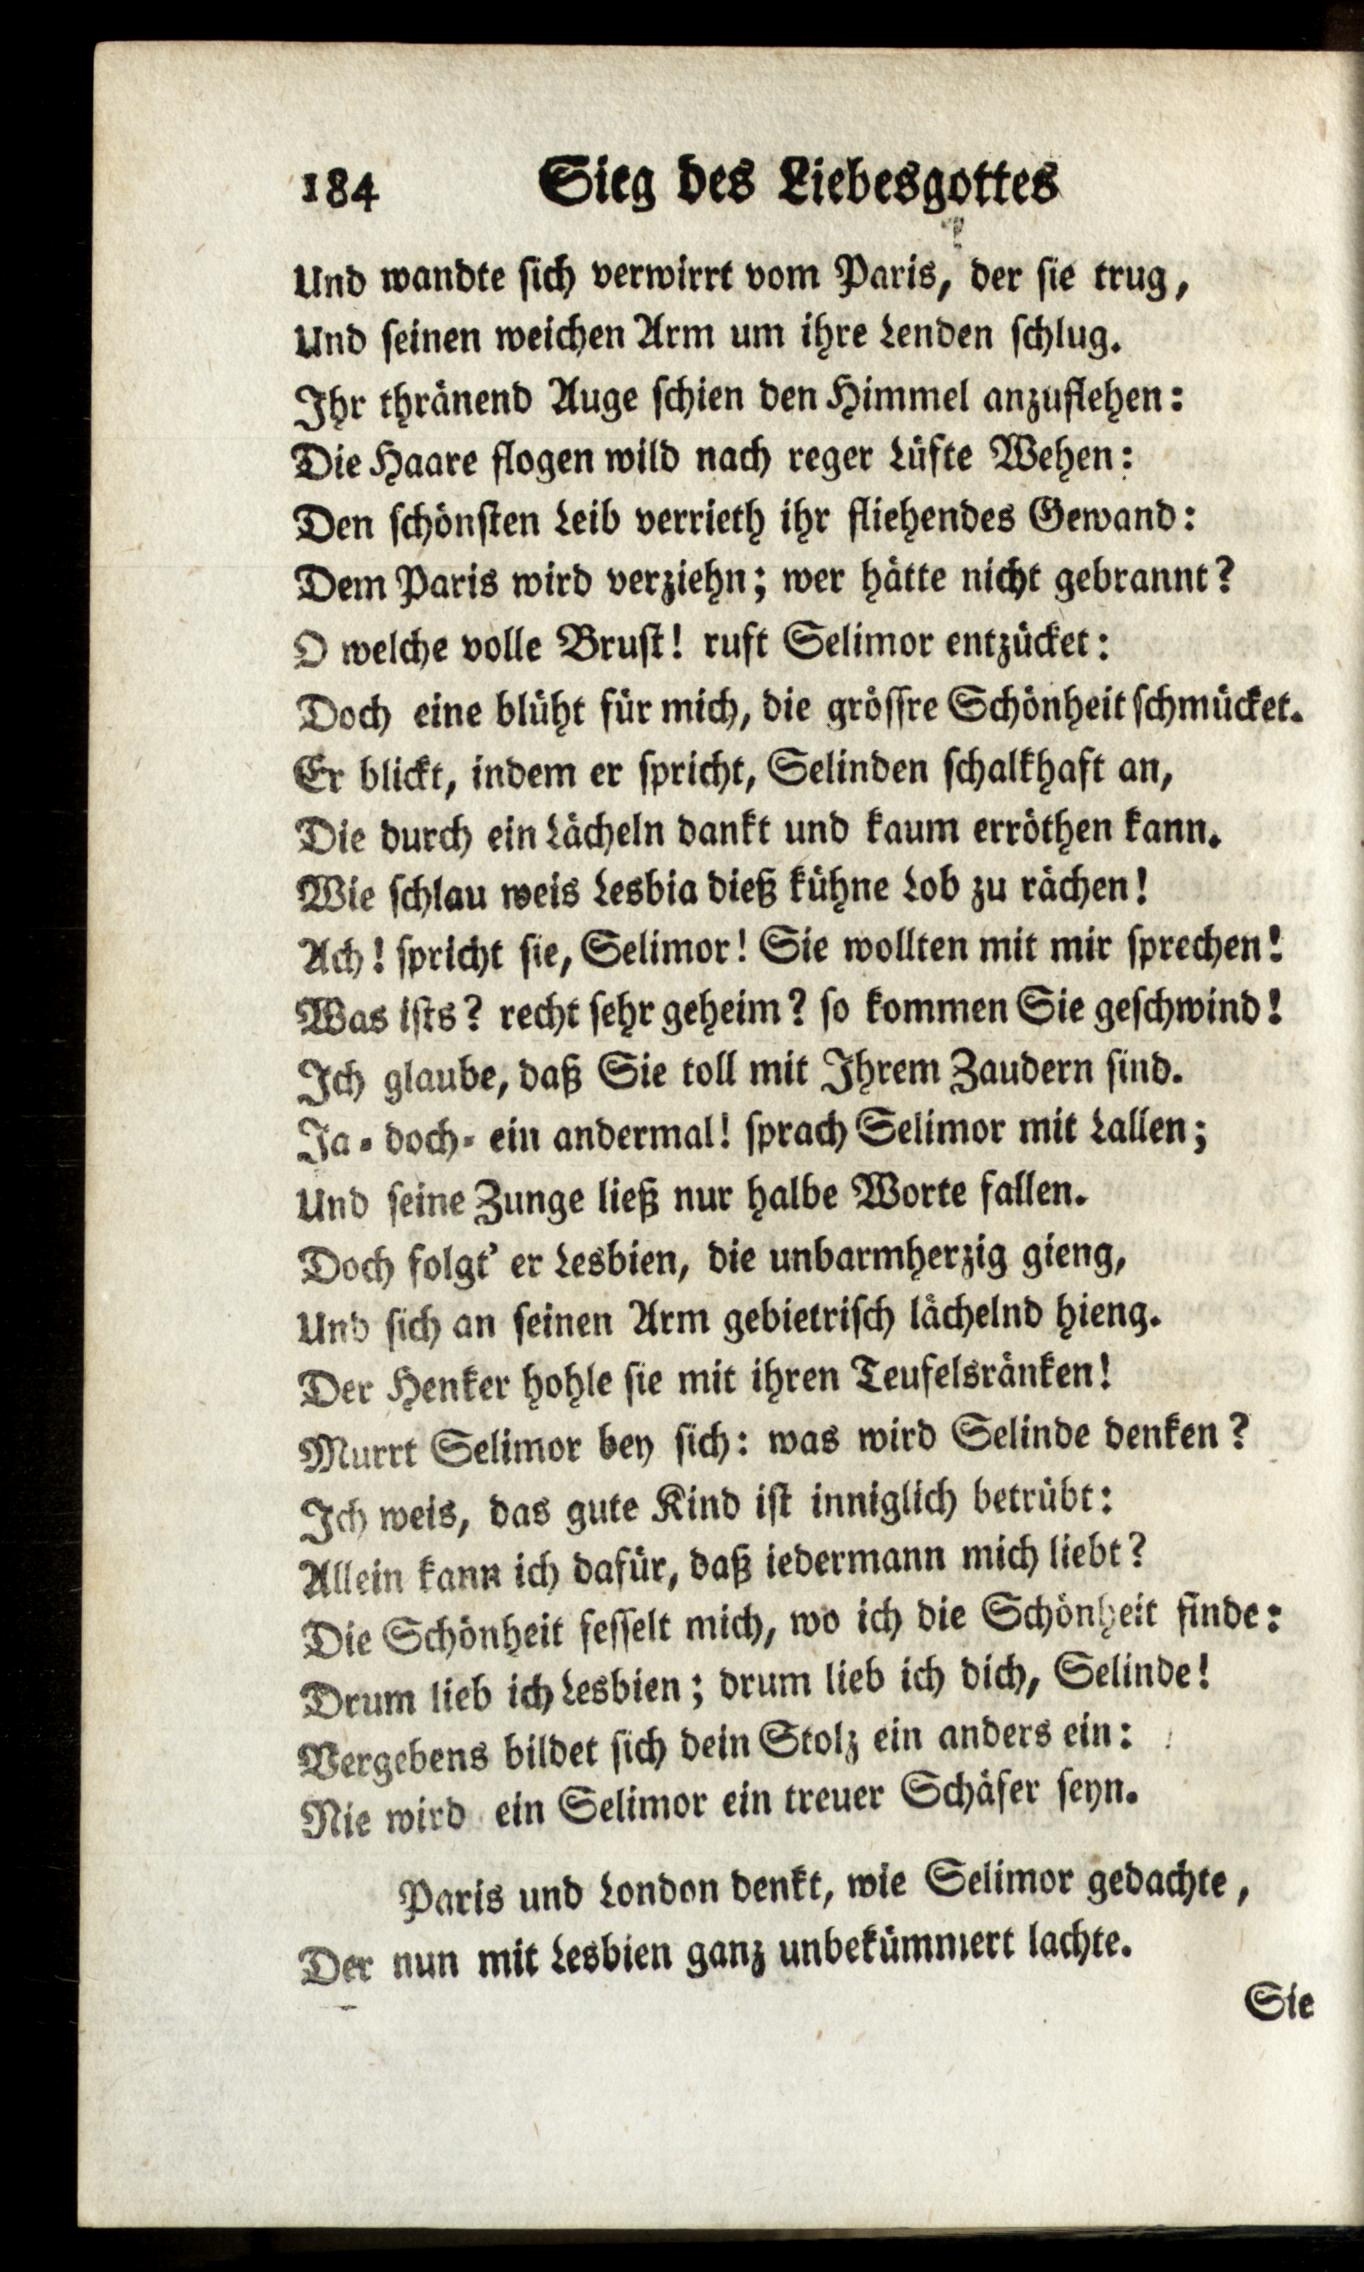 184 Sieg des Liebesgottes
Und wandte sich verwirrt vom Paris, der sie trug,
Und seinen weichen Arm um ihre Lenden schlug.
Ihr thränend Auge schien den Himmel anzuflehen:
Die Haare flogen wild nach reger Lüfte Wehen:
Den schönsten Leib verrieth ihr fliehendes Gewand:
Dem Paris wird verziehn; wer hätte nicht gebrannt?
O welche volle Brust! ruft Selimor entzücket:
Doch eine blüht für mich, die grössre Schönheit schmücket.
Er blickt, indem er spricht, Selinden schalkhaft an,
Die durch ein Lächeln dankt und kaum erröthen kann.
Wie schlau weis Lesbia dieß kühne Lob zu rächen!
Ach! spricht sie, Selimor! Sie wollten mit mir sprechen!
Was ists? recht sehr geheim? so kommen Sie geschwind!
Ich glaube, daß Sie toll mit Ihrem Zaudern sind.
Ja - doch - ein andermal! sprach Selimor mit Lallen;
Und seine Zunge ließ nur halbe Worte fallen.
Doch folgt' er Lesbien, die unbarmherzig gieng,
Und sich an seinen Arm gebietrisch lächelnd hieng.
Der Henker hohle sie mit ihren Teufelsränken!
Murrt Selimor bey sich: was wird Selinde denken?
Ich weis, das gute Kind ist inniglich betrübt:
Allein kann ich dafür, daß iedermann mich liebt?
Die Schönheit fesselt mich, wo ich die Schönheit finde:
Drum lieb ich Lesbien; drum lieb ich dich, Selinde!
Vergebens bildet sich dein Stolz ein anders ein:
Nie wird ein Selimor ein treuer Schäfer seyn.
Paris und London denkt, wie Selimor gedachte,
Der nun mit Lesbien ganz unbekümmert lachte.
Sie